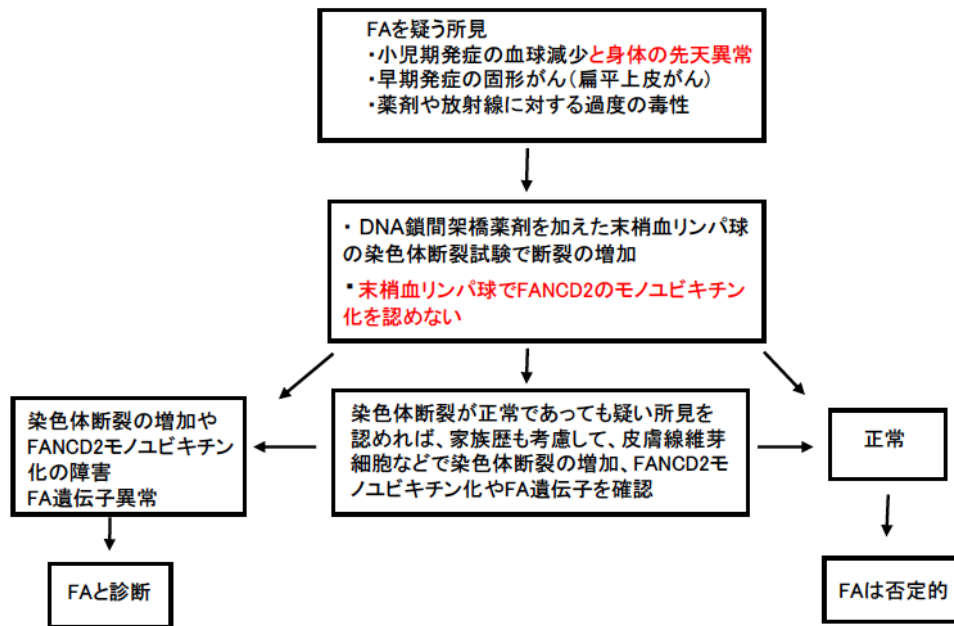 FAを疑う所見
・小児期発症の血球減少と身体の先天異常
・早期発症の固形がん(扁平上皮がん)
・薬剤や放射線に対する過度の毒性
・ DNA鎖間架橋薬剤を加えた末梢血リンパ球
の染色体断裂試験で断裂の増加
▪ 末梢血リンパ球でFANCD2のモノユビキチン
化を認めない
染色体断裂の増加や
FANCD2モノユビキチン
化の障害
FA遺伝子異常
染色体断裂が正常であっても疑い所見を
認めれば、家族歴も考慮して、皮膚線維芽
細胞などで染色体断裂の増加、FANCD2モ
ノユビキチン化やFA遺伝子を確認
正常
FAと診断
FAは否定的